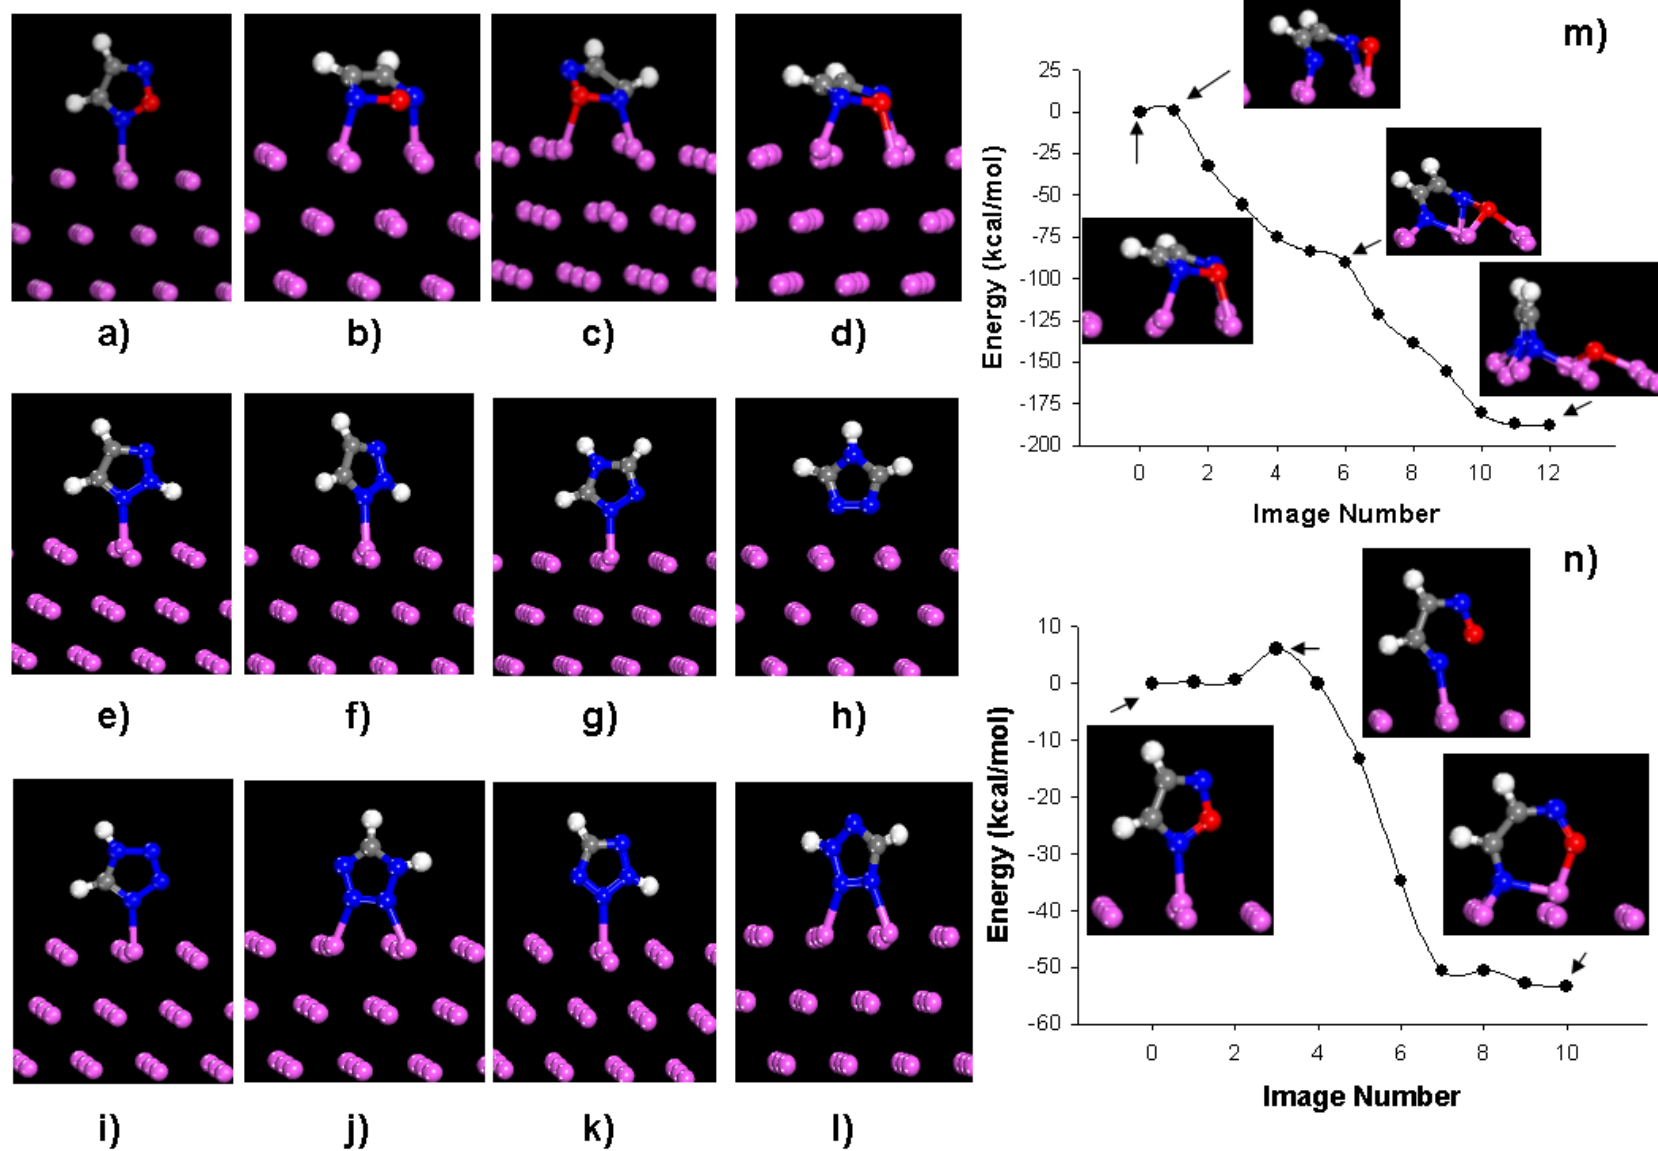 a)
b)
c)
d)
e)
f)
g)
h)
i)
j)
k)
l)
m)
Energy (kcal/mol)
25
0
-25
-50
-75
-100
-125
-150
-175
-200
0 2 4 6 8 10 12
Image Number
n)
Energy (kcal/mol)
10
0
-10
-20
-30
-40
-50
-60
0 2 4 6 8 10
Image Number